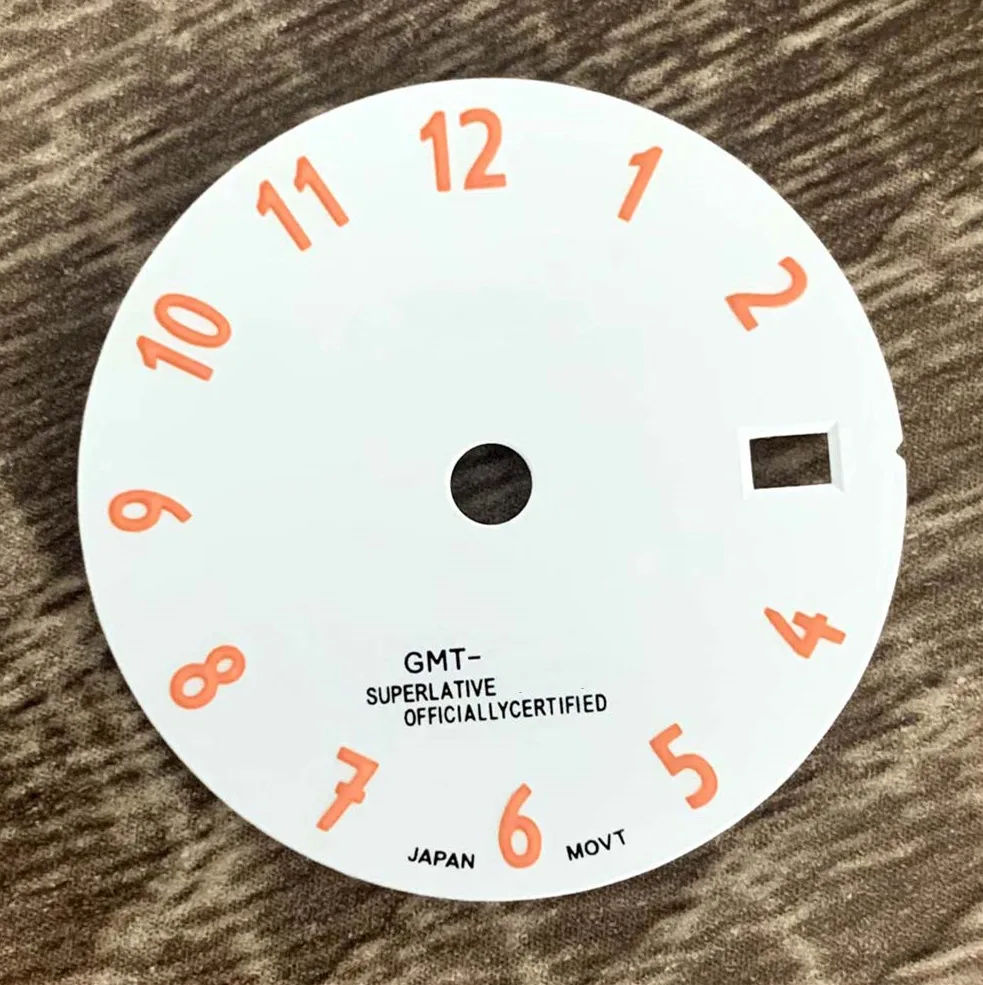 12
1
2
4
5
6
7
8
9
10
11
GMT-
SUPERLATIVE
OFFICIALLYCERTIFIED
JAPAN MOVT